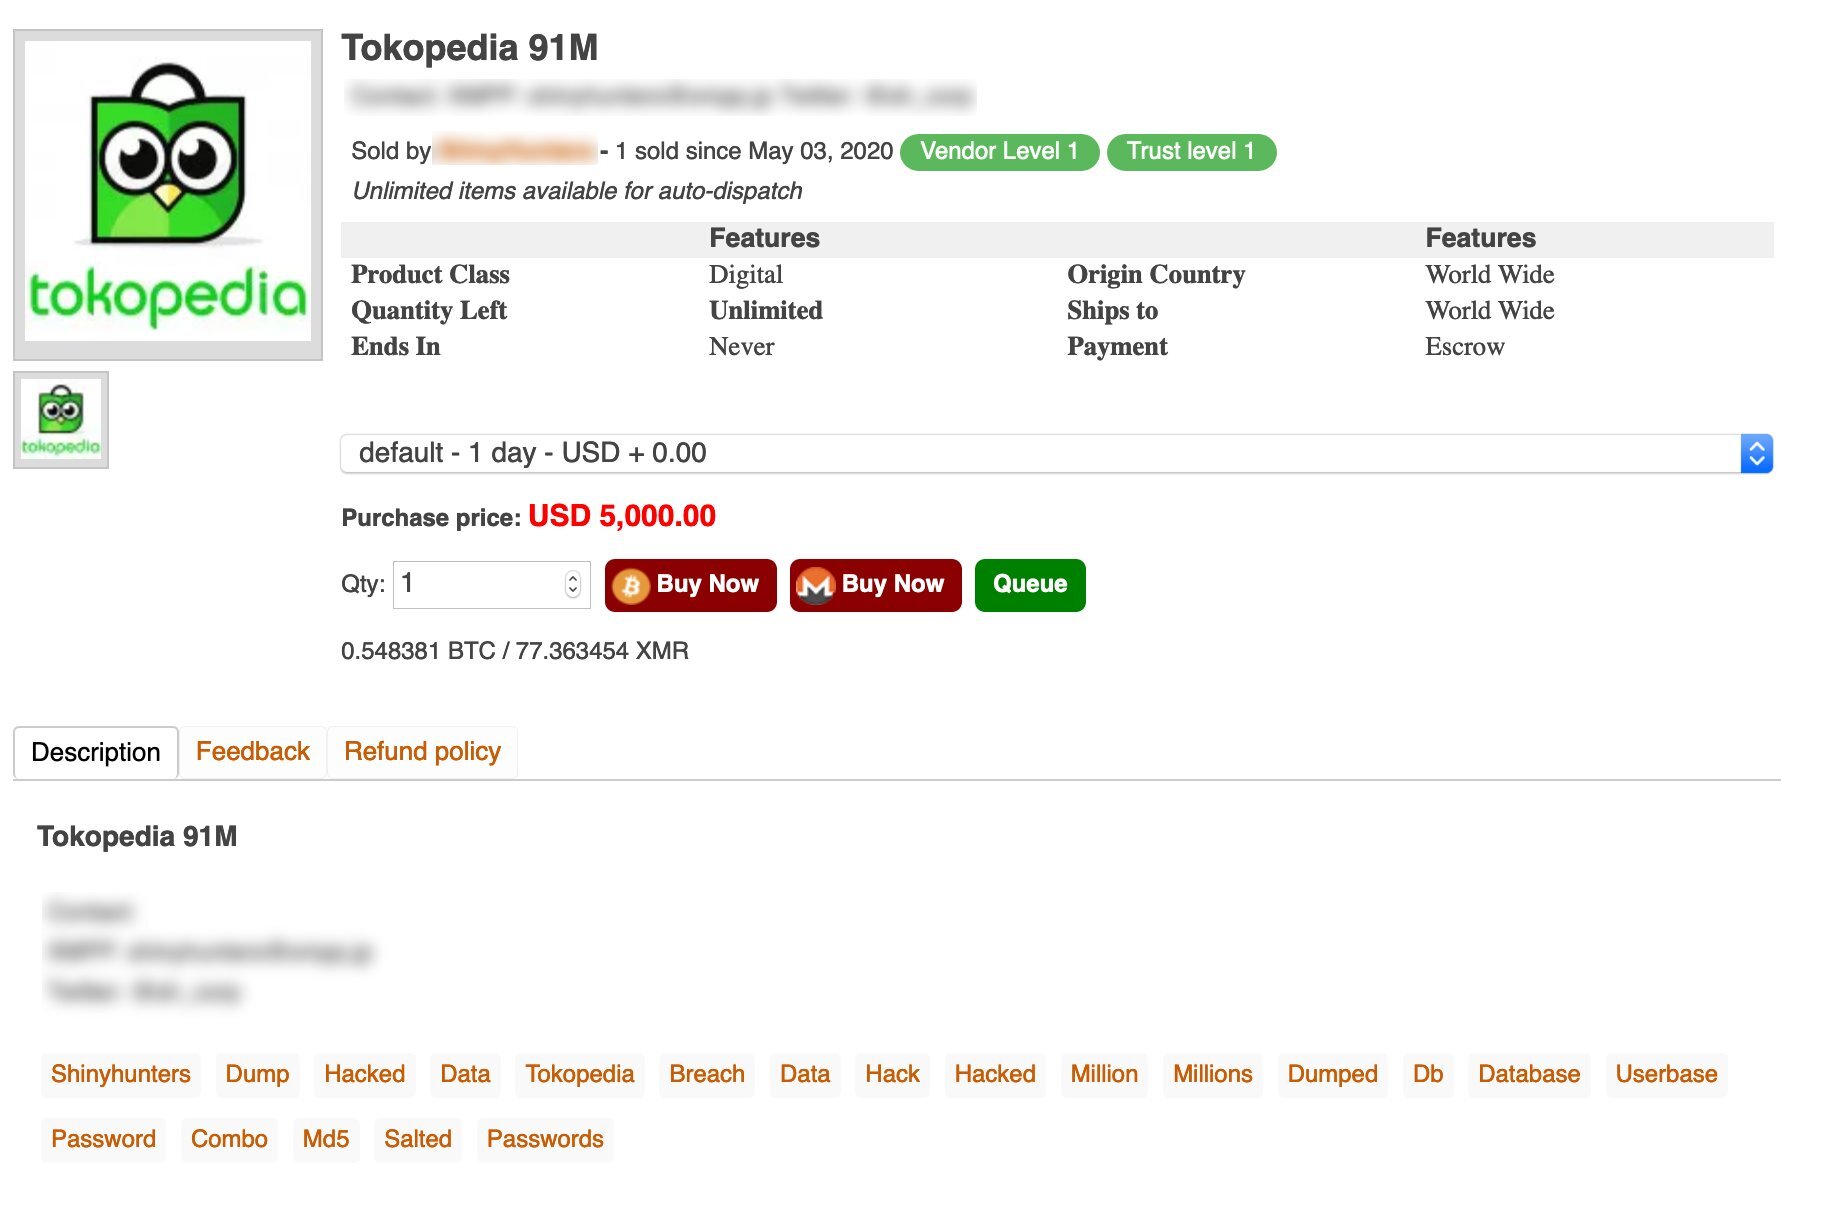 tokopedia
tokopedia
Tokopedia 91M
Sold by - 1 sold since May 03, 2020 Vendor Level 1 Trust level 1
Unlimited items available for auto-dispatch
Features Features
Product Class Digital Origin Country World Wide
Quantity Left Unlimited Ships to World Wide
Ends In Never Payment Escrow
default - 1 day - USD + 0.00
Purchase price: USD 5,000.00
Qty: 1 Buy Now Buy Now Queue
0.548381 BTC / 77.363454 XMR
Description Feedback Refund policy
Tokopedia 91M
Shinyhunters Dump Hacked Data Tokopedia Breach Data Hack Hacked Million Millions Dumped Db Database Userbase
Password Combo Md5 Salted Passwords